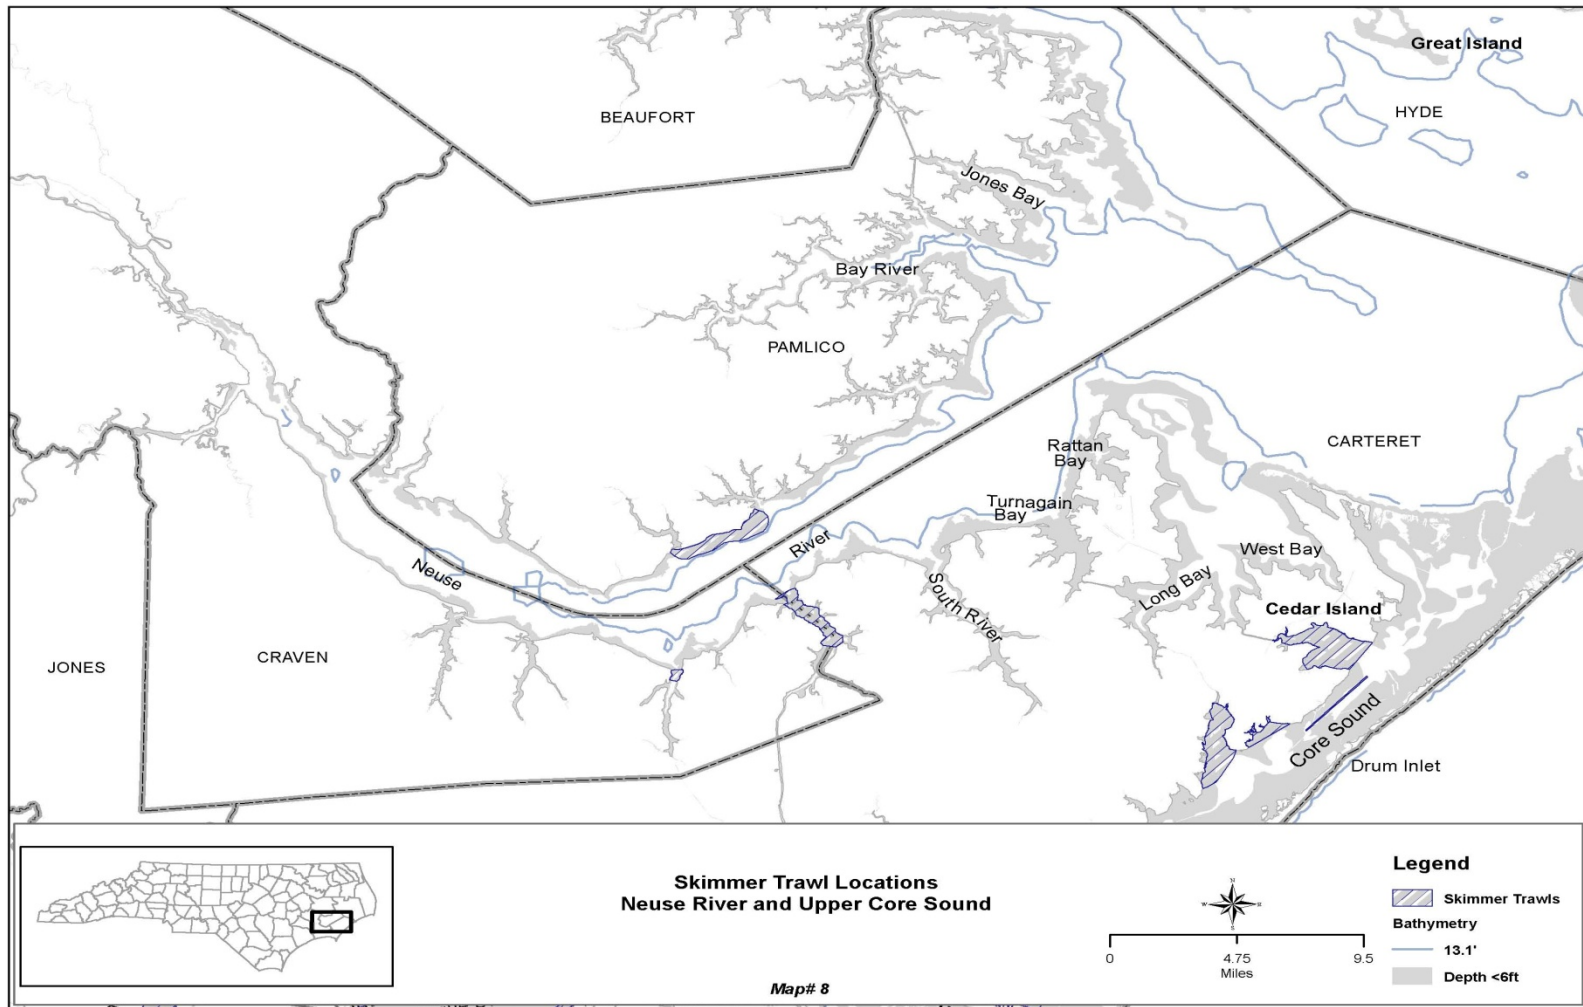 Great Island
HYDE
BEAUFORT
Jones Bay
Bay River
PAMLICO
CARTERET
Rattan
Bay
Turnagain
Bay
River
Neuse
West Bay
Long Bay
South River
Cedar Island
CRAVEN
JONES
Core Sound
Drum Inlet
Skimmer Trawl Locations
Neuse River and Upper Core Sound
Map# 8
N
W
E
S
0
4.75
9.5
Miles
Legend
Skimmer Trawls
Bathymetry
13.1'
Depth <6ft